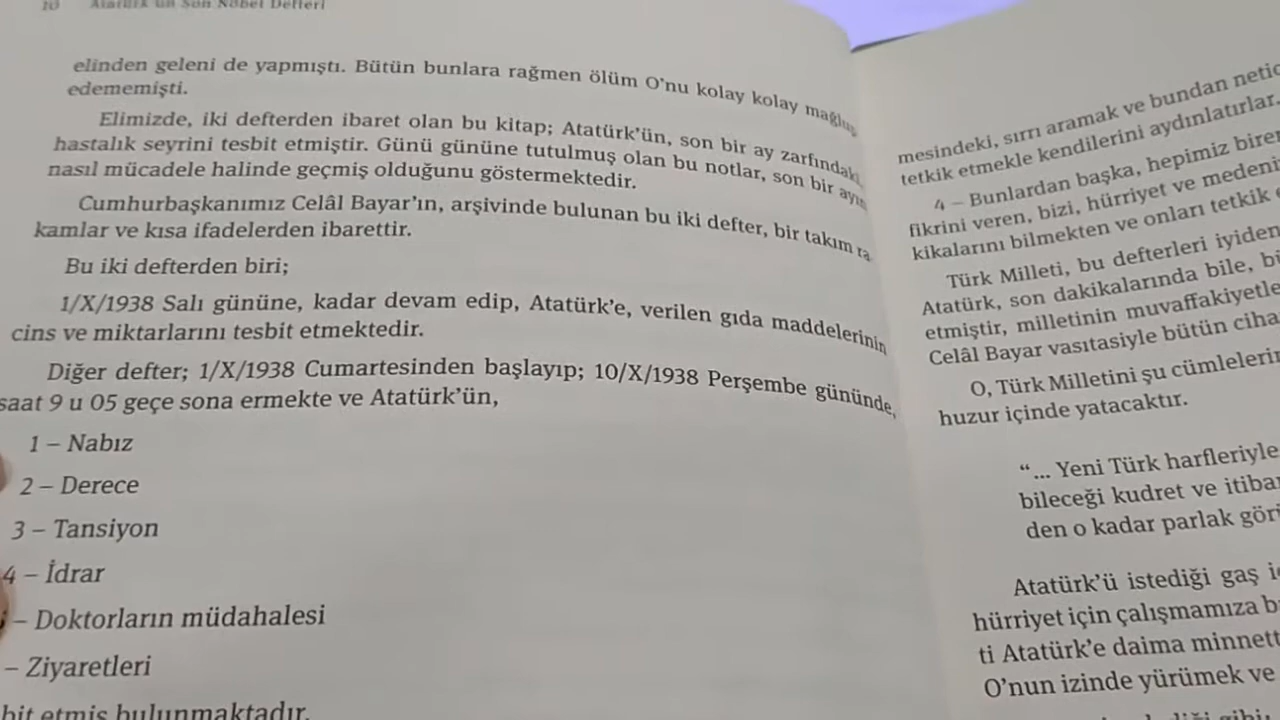 10 Atatürk'ün Son Nöbet Defteri
elinden geleni de yapmıştı. Bütün bunlara rağmen ölüm O'nu kolay kolay mağlup
edememişti.
Elimizde, iki defterden ibaret olan bu kitap; Atatürk'ün, son bir ay zarfındaki,
hastalık seyrini tesbit etmiştir. Günü gününe tutulmuş olan bu notlar, son bir ayın
nasıl mücadele halinde geçmiş olduğunu göstermektedir.
Cumhurbaşkanımız Celâl Bayar'ın, arşivinde bulunan bu iki defter, bir takım ra
kamlar ve kısa ifadelerden ibarettir.
Bu iki defterden biri;
1/X/1938 Salı gününe, kadar devam edip, Atatürk'e, verilen gıda maddelerinin
cins ve miktarlarını tesbit etmektedir.
Diğer defter; 1/X/1938 Cumartesinden başlayıp; 10/X/1938 Perşembe gününde,
saat 9 u 05 geçe sona ermekte ve Atatürk'ün,
1 – Nabız
2 – Derece
3 – Tansiyon
4 – İdrar
– Doktorların müdahalesi
– Ziyaretleri
bit etmiş bulunmaktadır.
mesindeki, sırrı aramak ve bundan netic
tetkik etmekle kendilerini aydınlatırlar.
4 – Bunlardan başka, hepimiz birer
fikrini veren, bizi, hürriyet ve medeni
kikalarını bilmekten ve onları tetkik
Türk Milleti, bu defterleri iyiden
Atatürk, son dakikalarında bile, bi
etmiştir, milletinin muvaffakiyetle
Celâl Bayar vasıtasiyle bütün ciha
O, Türk Milletini şu cümlelerin
huzur içinde yatacaktır.
"... Yeni Türk harfleriyle
bileceği kudret ve itibar
den o kadar parlak görü
Atatürk'ü istediği gaş i
hürriyet için çalışmamıza b
ti Atatürk'e daima minnett
O'nun izinde yürümek ve